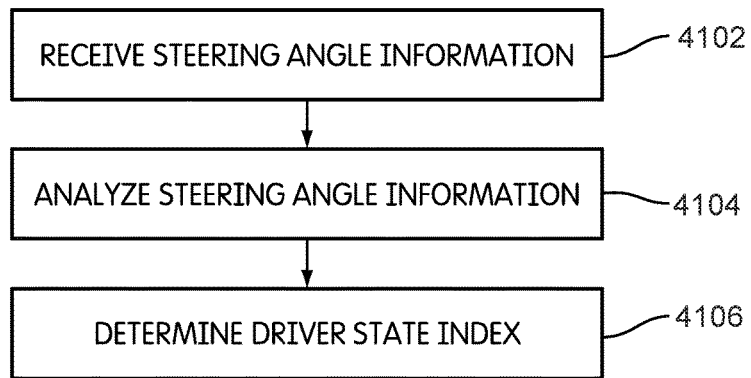 RECEIVE STEERING ANGLE INFORMATION
4102
ANALYZE STEERING ANGLE INFORMATION
4104
DETERMINE DRIVER STATE INDEX
4106